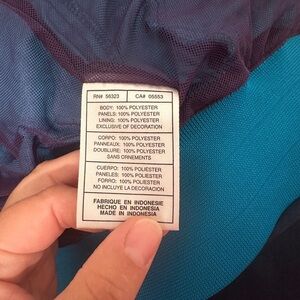 RN# 56323 CA# 05553
BODY: 100% POLYESTER
PANELS: 100% POLYESTER
LINING: 100% POLYESTER
EXCLUSIVE OF DECORATION
CORPO: 100% POLYESTER
PANNEAUX: 100% POLYESTER
DOUBLURE: 100% POLYESTER
SANS ORNEMENTS
CUERPO: 100% POLIESTER
PANELES: 100% POLIESTER
FORRO: 100% POLIESTER
NO INCLUYE LA DECORACION
FABRIQUE EN INDONESIE
HECHO EN INDONESIA
MADE IN INDONESIA